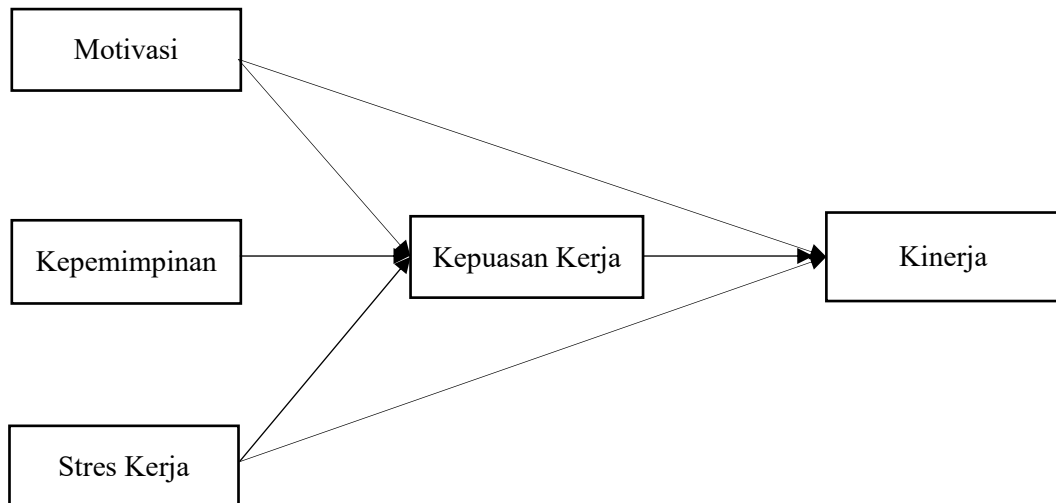 Motivasi
Kepemimpinan
Kepuasan Kerja
Kinerja
Stres Kerja